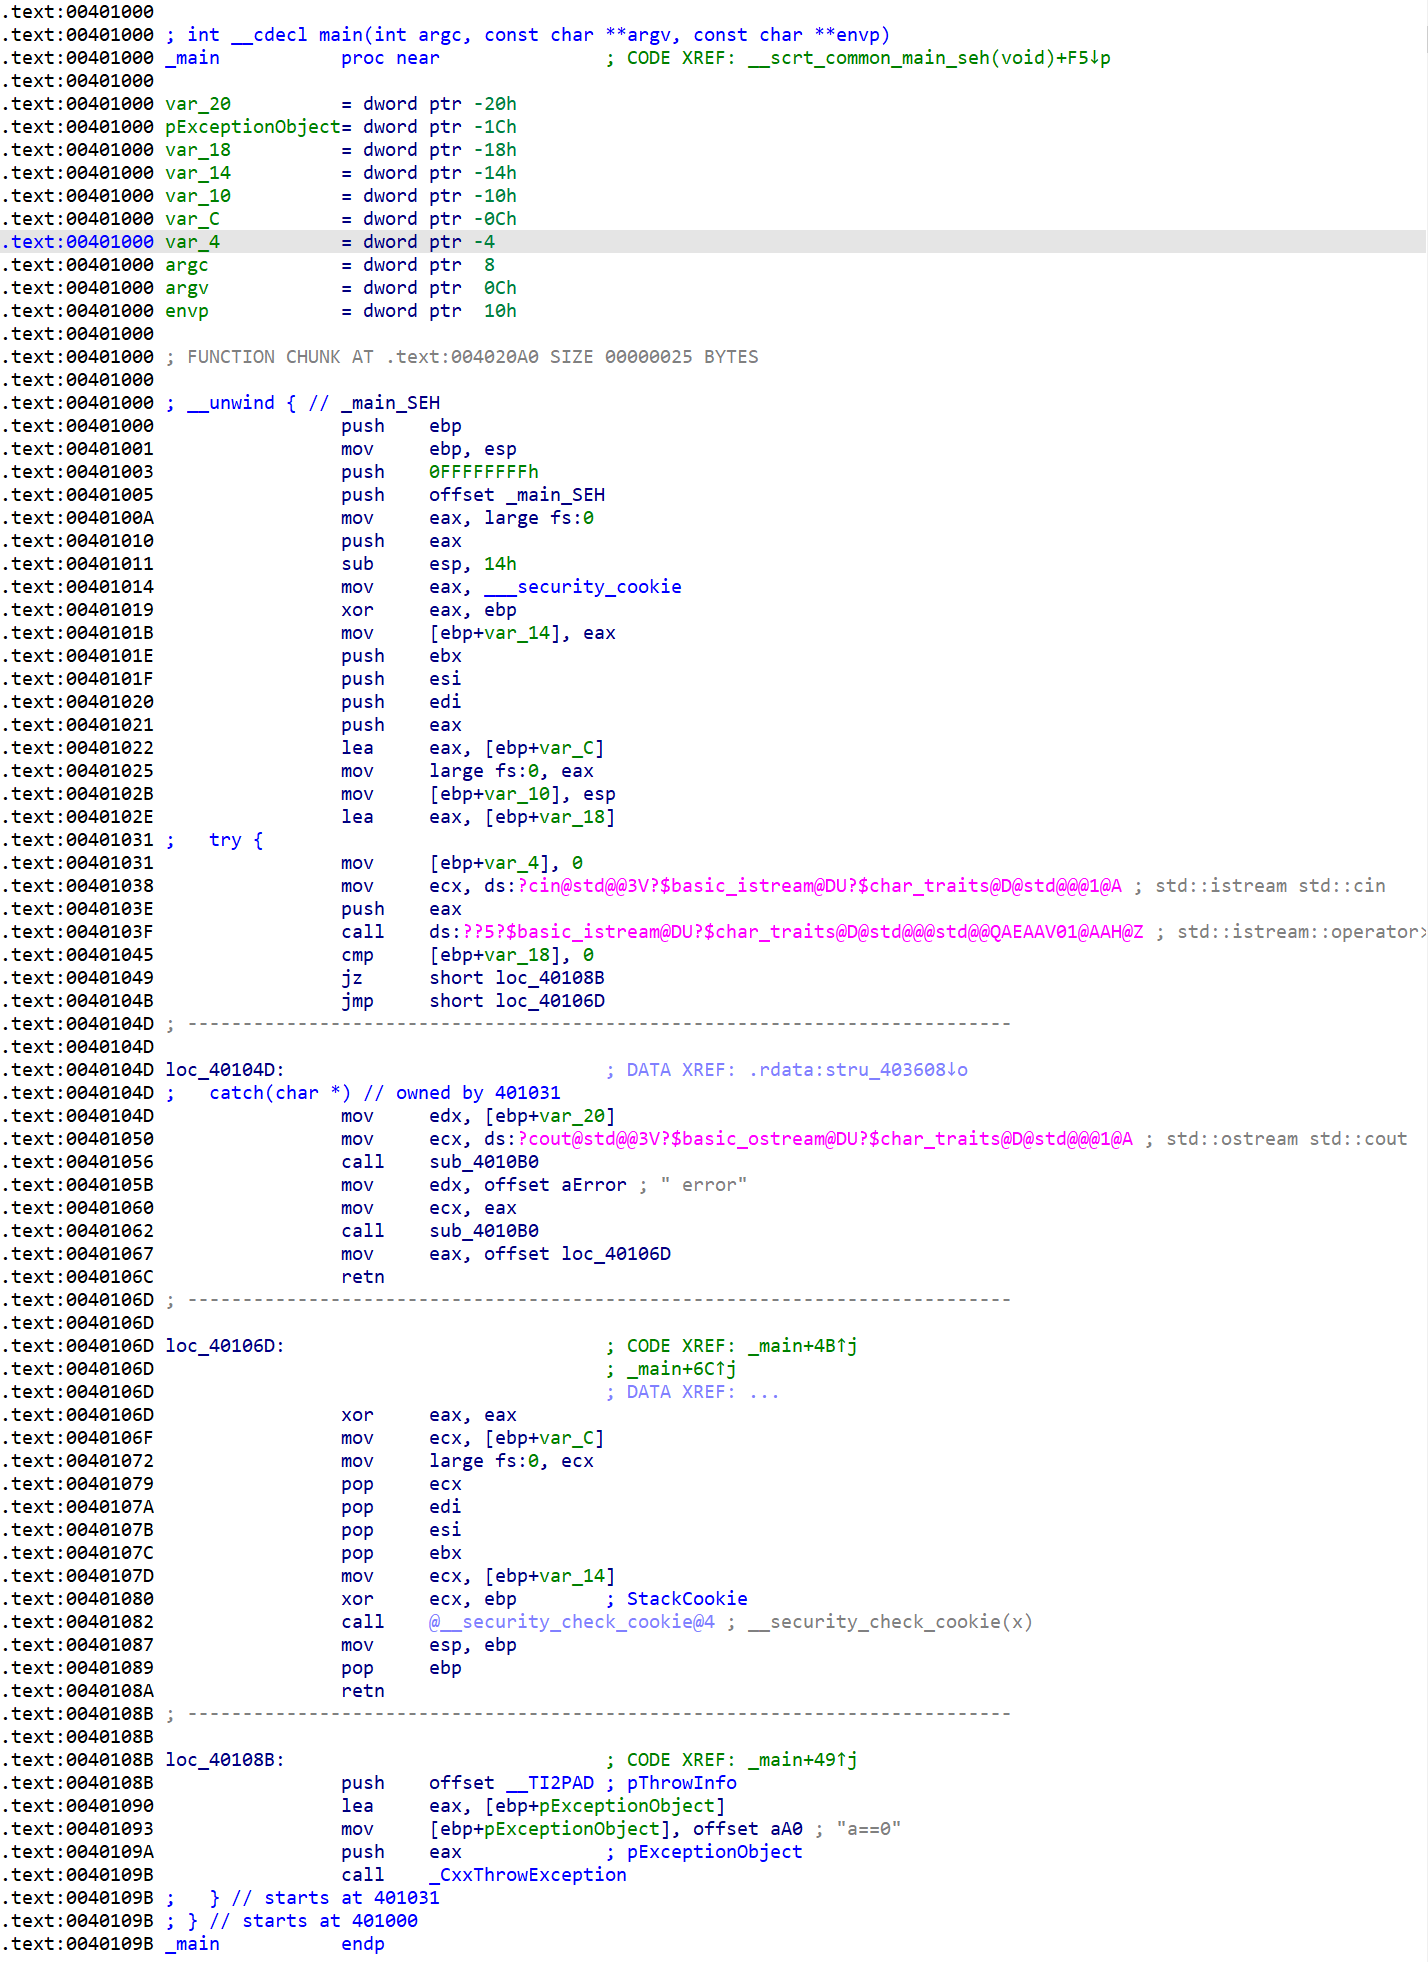 .text:00401000
.text:00401000 ; int __cdecl main(int argc, const char **argv, const char **envp)
.text:00401000 _main           proc near               ; CODE XREF: __scrt_common_main_seh(void)+F5↓p
.text:00401000
.text:00401000 var_20          = dword ptr -20h
.text:00401000 pExceptionObject= dword ptr -1Ch
.text:00401000 var_18          = dword ptr -18h
.text:00401000 var_14          = dword ptr -14h
.text:00401000 var_10          = dword ptr -10h
.text:00401000 var_C           = dword ptr -0Ch
.text:00401000 var_4           = dword ptr -4
.text:00401000 argc            = dword ptr  8
.text:00401000 argv            = dword ptr  0Ch
.text:00401000 envp            = dword ptr  10h
.text:00401000
.text:00401000 ; FUNCTION CHUNK AT .text:004020A0 SIZE 00000025 BYTES
.text:00401000
.text:00401000 ; __unwind { // _main_SEH
.text:00401000                 push    ebp
.text:00401001                 mov     ebp, esp
.text:00401003                 push    0FFFFFFFFh
.text:00401005                 push    offset _main_SEH
.text:0040100A                 mov     eax, large fs:0
.text:00401010                 push    eax
.text:00401011                 sub     esp, 14h
.text:00401014                 mov     eax, ___security_cookie
.text:00401019                 xor     eax, ebp
.text:0040101B                 mov     [ebp+var_14], eax
.text:0040101E                 push    ebx
.text:0040101F                 push    esi
.text:00401020                 push    edi
.text:00401021                 push    eax
.text:00401022                 lea     eax, [ebp+var_C]
.text:00401025                 mov     large fs:0, eax
.text:0040102B                 mov     [ebp+var_10], esp
.text:0040102E                 lea     eax, [ebp+var_18]
.text:00401031 ;   try {
.text:00401031                 mov     [ebp+var_4], 0
.text:00401038                 mov     ecx, ds:?cin@std@@3V?$basic_istream@DU?$char_traits@D@std@@@1@A ; std::istream std::cin
.text:0040103E                 push    eax
.text:0040103F                 call    ds:??5?$basic_istream@DU?$char_traits@D@std@@@std@@QAEAAV01@AAH@Z ; std::istream::operator>
.text:00401045                 cmp     [ebp+var_18], 0
.text:00401049                 jz      short loc_40108B
.text:0040104B                 jmp     short loc_40106D
.text:0040104D ; ---------------------------------------------------------------------------
.text:0040104D
.text:0040104D loc_40104D:                             ; DATA XREF: .rdata:stru_403608↓o
.text:0040104D ;   catch(char *) // owned by 401031
.text:0040104D                 mov     edx, [ebp+var_20]
.text:00401050                 mov     ecx, ds:?cout@std@@3V?$basic_ostream@DU?$char_traits@D@std@@@1@A ; std::ostream std::cout
.text:00401056                 call    sub_4010B0
.text:0040105B                 mov     edx, offset aError ; " error"
.text:00401060                 mov     ecx, eax
.text:00401062                 call    sub_4010B0
.text:00401067                 mov     eax, offset loc_40106D
.text:0040106C                 retn
.text:0040106D ; ---------------------------------------------------------------------------
.text:0040106D
.text:0040106D loc_40106D:                             ; CODE XREF: _main+4B↑j
.text:0040106D                                         ; _main+6C↑j
.text:0040106D                                         ; DATA XREF: ...
.text:0040106D                 xor     eax, eax
.text:0040106F                 mov     ecx, [ebp+var_C]
.text:00401072                 mov     large fs:0, ecx
.text:00401079                 pop     ecx
.text:0040107A                 pop     edi
.text:0040107B                 pop     esi
.text:0040107C                 pop     ebx
.text:0040107D                 mov     ecx, [ebp+var_14]
.text:00401080                 xor     ecx, ebp        ; StackCookie
.text:00401082                 call    @__security_check_cookie@4 ; __security_check_cookie(x)
.text:00401087                 mov     esp, ebp
.text:00401089                 pop     ebp
.text:0040108A                 retn
.text:0040108B ; ---------------------------------------------------------------------------
.text:0040108B
.text:0040108B loc_40108B:                             ; CODE XREF: _main+49↑j
.text:0040108B                 push    offset __TI2PAD ; pThrowInfo
.text:00401090                 lea     eax, [ebp+pExceptionObject]
.text:00401093                 mov     [ebp+pExceptionObject], offset aA0 ; "a==0"
.text:0040109A                 push    eax             ; pExceptionObject
.text:0040109B                 call    _CxxThrowException
.text:0040109B ;   } // starts at 401031
.text:0040109B ; } // starts at 401000
.text:0040109B _main           endp